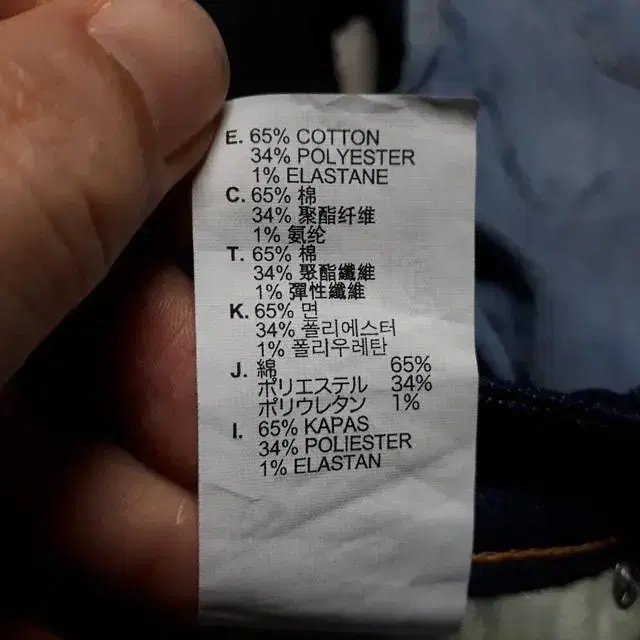 E. 65% COTTON
34% POLYESTER
1% ELASTANE
C. 65% 棉
34% 聚酯纤维
1% 氨纶
T. 65% 棉
34% 聚酯纖維
1% 彈性纖維
K. 65% 면
34% 폴리에스터
1% 폴리우레탄
J. 綿 65%
ポリエステル 34%
ポリウレタン 1%
I. 65% KAPAS
34% POLIESTER
1% ELASTAN